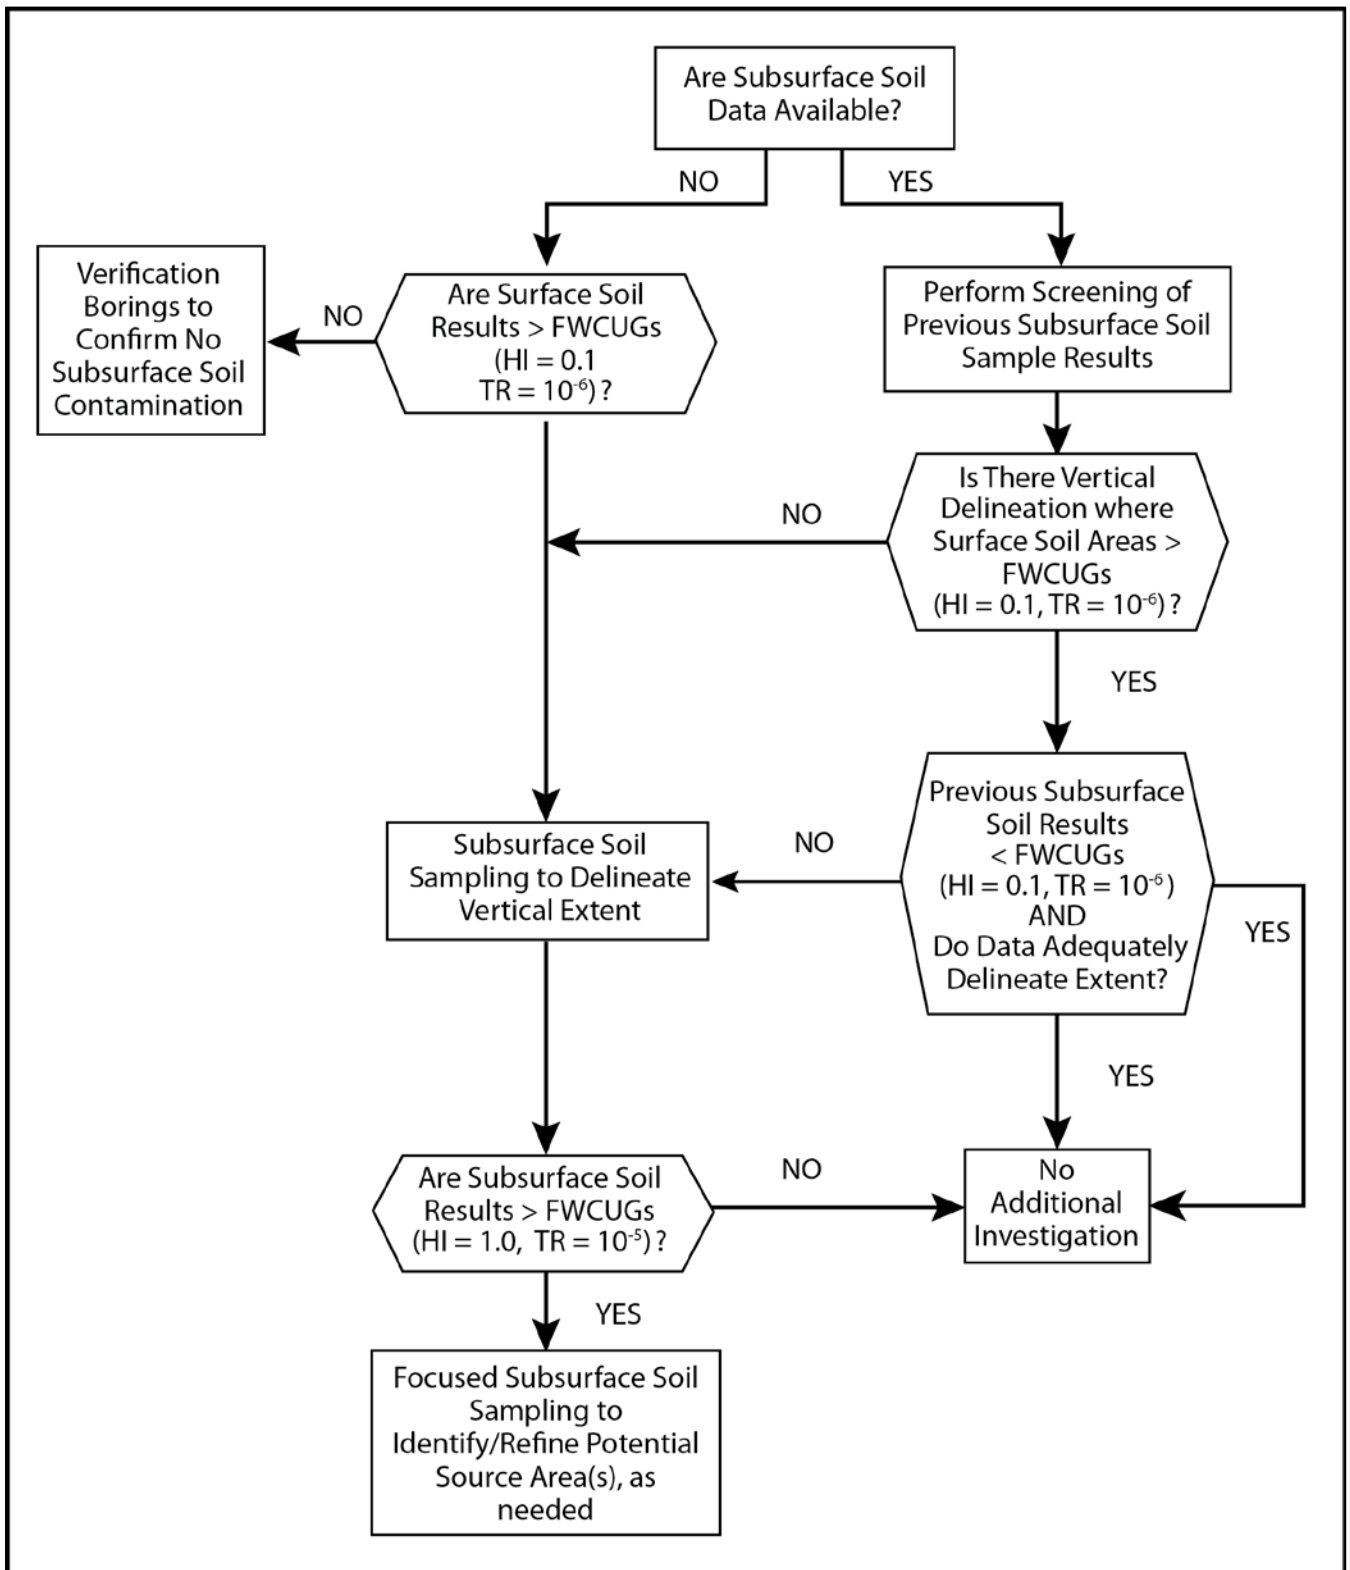 Are Subsurface Soil
Data Available?
NO
YES
Verification
Borings to
Confirm No
Subsurface Soil
Contamination
NO
Are Surface Soil
Results > FWCUGs
(HI = 0.1
TR = 10⁻⁶) ?
Perform Screening of
Previous Subsurface Soil
Sample Results
NO
Is There Vertical
Delineation where
Surface Soil Areas >
FWCUGs
(HI = 0.1, TR = 10⁻⁶) ?
YES
Subsurface Soil
Sampling to Delineate
Vertical Extent
NO
Previous Subsurface
Soil Results
< FWCUGs
(HI = 0.1, TR = 10⁻⁶)
AND
Do Data Adequately
Delineate Extent?
YES
YES
Are Subsurface Soil
Results > FWCUGs
(HI = 1.0, TR = 10⁻⁵) ?
NO
No
Additional
Investigation
YES
Focused Subsurface Soil
Sampling to
Identify/Refine Potential
Source Area(s), as
needed